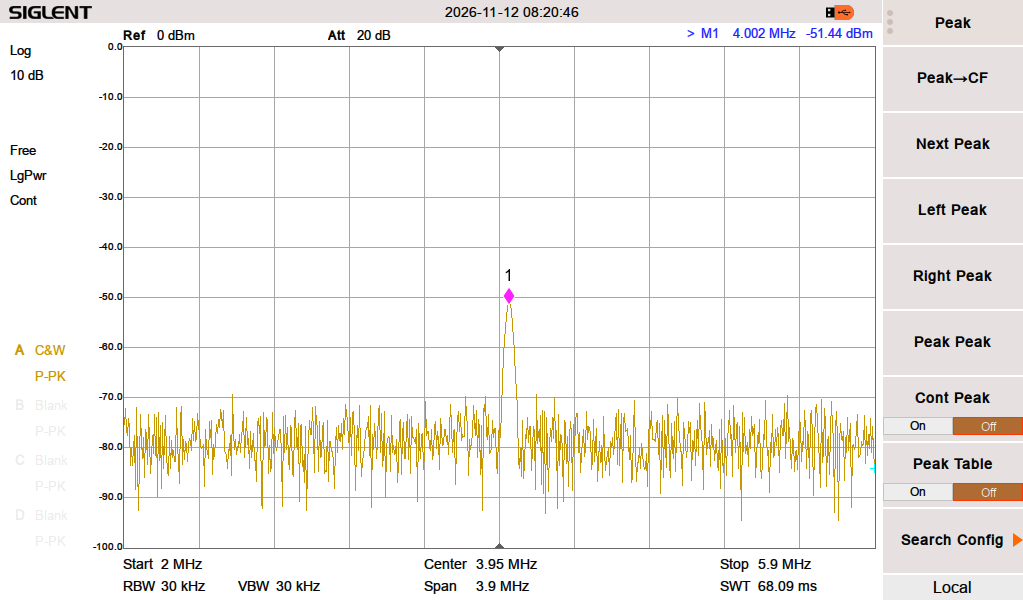 SIGLENT 2026-11-12 08:20:46
Ref 0 dBm Att 20 dB > M1 4.002 MHz -51.44 dBm
Log
10 dB
Free
LgPwr
Cont
A C&W
P-PK
B Blank
P-PK
C Blank
P-PK
D Blank
P-PK
0.0
-10.0
-20.0
-30.0
-40.0
-50.0
-60.0
-70.0
-80.0
-90.0
-100.0
1
Start 2 MHz Center 3.95 MHz Stop 5.9 MHz
RBW 30 kHz VBW 30 kHz Span 3.9 MHz SWT 68.09 ms
Peak
Peak→CF
Next Peak
Left Peak
Right Peak
Peak Peak
Cont Peak
On Off
Peak Table
On Off
Search Config
Local